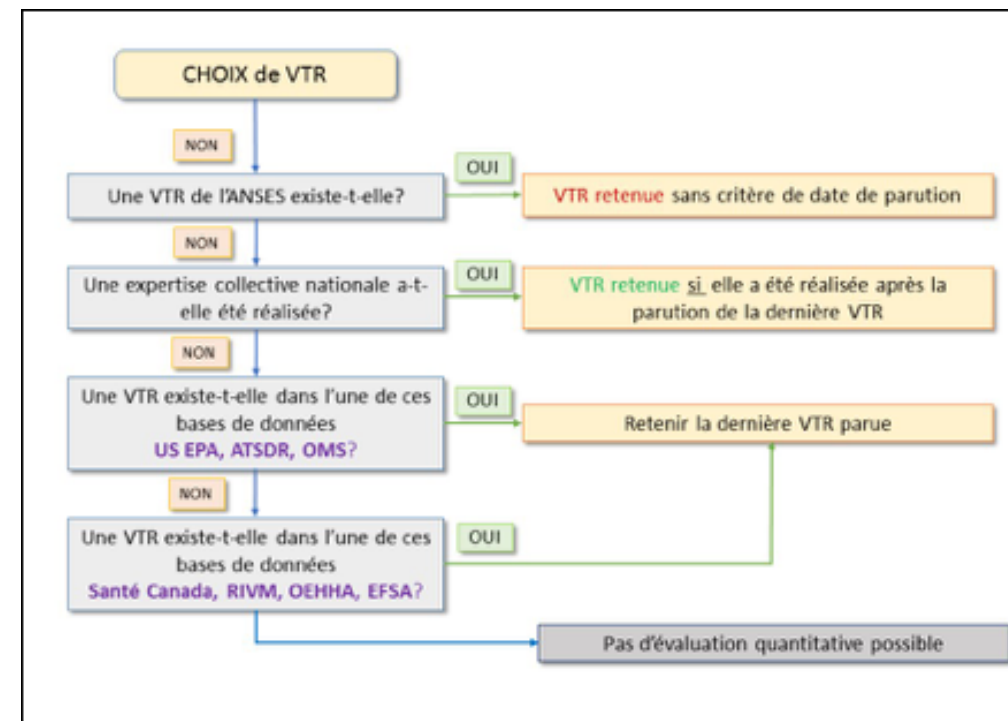 CHOIX de VTR
NON
OUI
Une VTR de l'ANSES existe-t-elle?
VTR retenue sans critère de date de parution
NON
OUI
Une expertise collective nationale a-t-
elle été réalisée?
VTR retenue si elle a été réalisée après la
parution de la dernière VTR
NON
Une VTR existe-t-elle dans l'une de ces
bases de données
US EPA, ATSDR, OMS?
OUI
Retenir la dernière VTR parue
NON
Une VTR existe-t-elle dans l'une de ces
bases de données
Santé Canada, RIVM, OEHHA, EFSA?
OUI
Pas d'évaluation quantitative possible